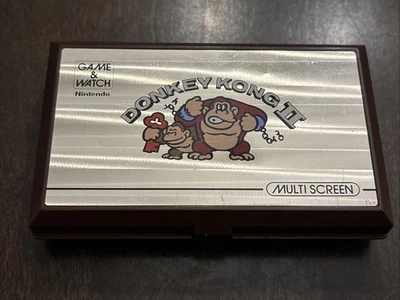 GAME
&
WATCH
Nintendo
DONKEY KONG II
MULTI SCREEN